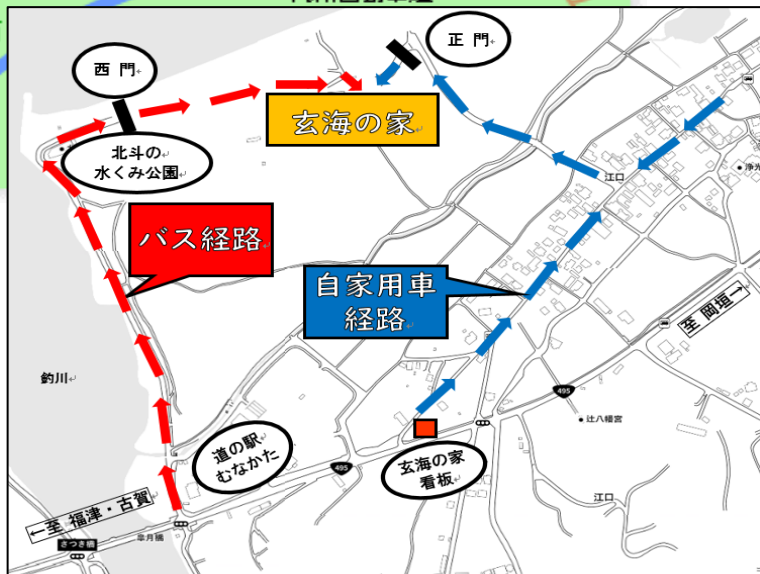 正 門
西 門
玄海の家
北斗の
水くみ公園
江口
バス経路
自家用車
経路
至 岡垣→
釣川
495
辻八幡宮
道の駅
むなかた
玄海の家
看板
495
江口
←至 福津・古賀
さつき橋
皐月橋